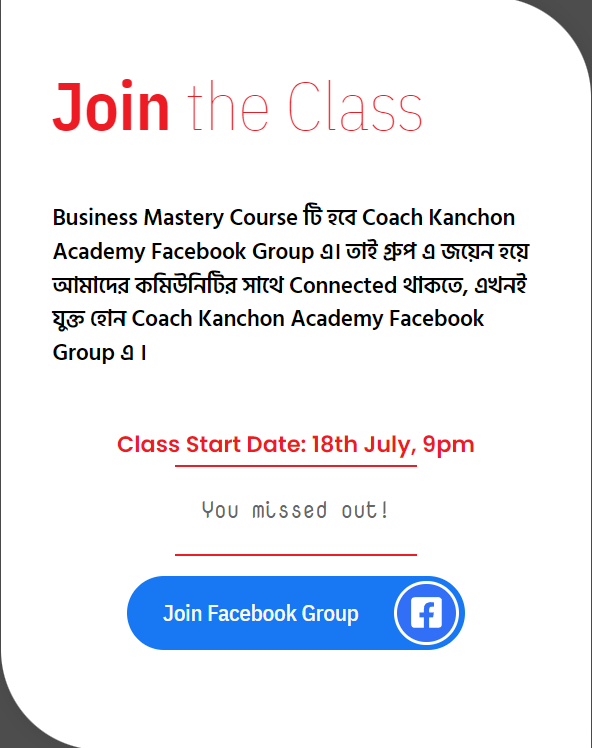 Join the Class
Business Mastery Course টি হবে Coach Kanchon
Academy Facebook Group এ। তাই গ্রুপ এ জয়েন হয়ে
আমাদের কমিউনিটির সাথে Connected থাকতে, এখনই
যুক্ত হোন Coach Kanchon Academy Facebook
Group এ ।
Class Start Date: 18th July, 9pm
You missed out!
Join Facebook Group